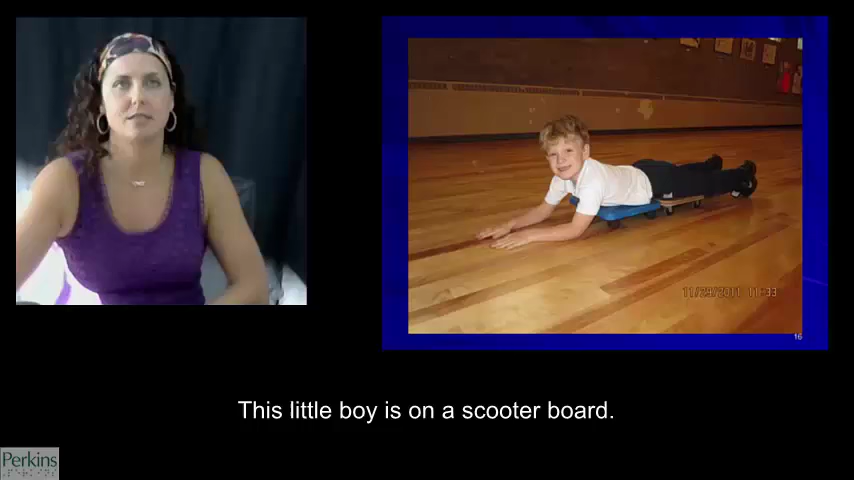 11/29/2011 11:33
16
This little boy is on a scooter board.
Perkins